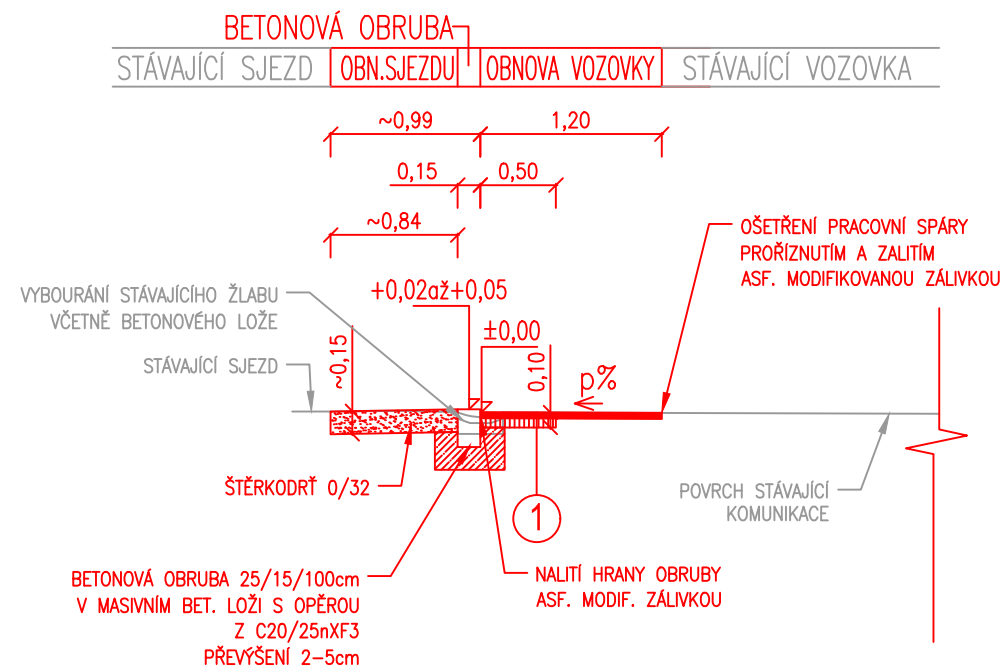 BETONOVÁ OBRUBA
STÁVAJÍCÍ SJEZD
OBN.SJEZDU
OBNOVA VOZOVKY
STÁVAJÍCÍ VOZOVKA
~0,99
1,20
0,15
0,50
~0,84
OŠETŘENÍ PRACOVNÍ SPÁRY
PROŘÍZNUTÍM A ZALITÍM
ASF. MODIFIKOVANOU ZÁLIVKOU
VYBOURÁNÍ STÁVAJÍCÍHO ŽLABU
VČETNĚ BETONOVÉHO LOŽE
+0,02až+0,05
±0,00
STÁVAJÍCÍ SJEZD
~0,15
0,10
p%
ŠTĚRKODRŤ 0/32
1
POVRCH STÁVAJÍCÍ
KOMUNIKACE
BETONOVÁ OBRUBA 25/15/100cm
V MASIVNÍM BET. LOŽI S OPĚROU
Z C20/25nXF3
PŘEVÝŠENÍ 2-5cm
NALITÍ HRANY OBRUBY
ASF. MODIF. ZÁLIVKOU